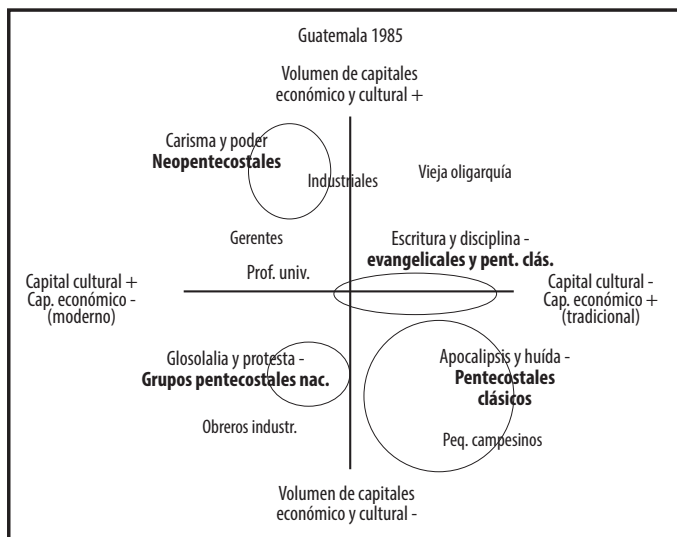 Guatemala 1985
Volumen de capitales
económico y cultural +
Carisma y poder
Neopentecostales
Industriales
Vieja oligarquía
Gerentes
Prof. univ.
Escritura y disciplina -
evangelicales y pent. clás.
Capital cultural +
Cap. económico -
(moderno)
Capital cultural -
Cap. económico +
(tradicional)
Glosolalia y protesta -
Grupos pentecostales nac.
Apocalipsis y huída -
Pentecostales
clásicos
Obreros industr.
Peq. campesinos
Volumen de capitales
económico y cultural -